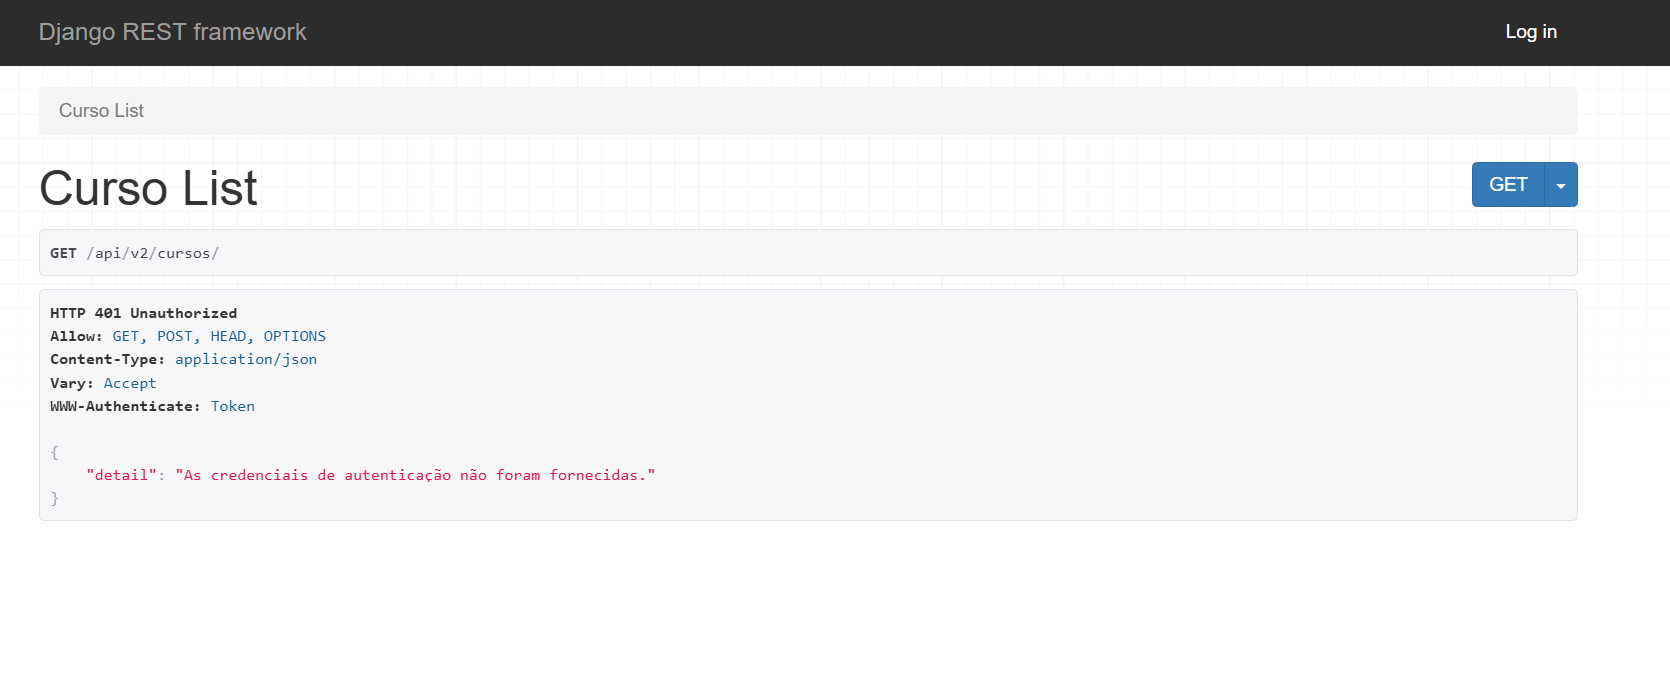 Django REST framework
Log in
Curso List
Curso List
GET
GET /api/v2/cursos/
HTTP 401 Unauthorized
Allow: GET, POST, HEAD, OPTIONS
Content-Type: application/json
Vary: Accept
WWW-Authenticate: Token
{
    "detail": "As credenciais de autenticação não foram fornecidas."
}